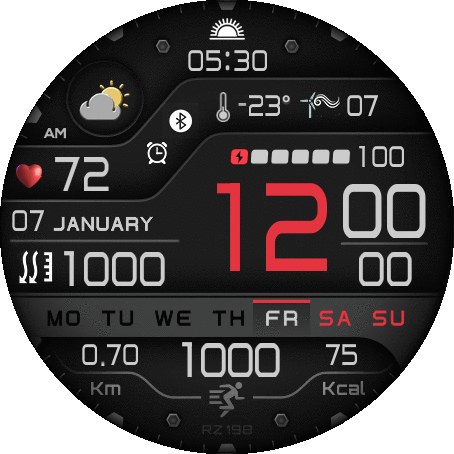 05:30
-23° 07
AM
72
100
07 JANUARY
12 00
1000
00
MO TU WE TH FR SA SU
0.70 1000 75
Km Kcal
RZ198